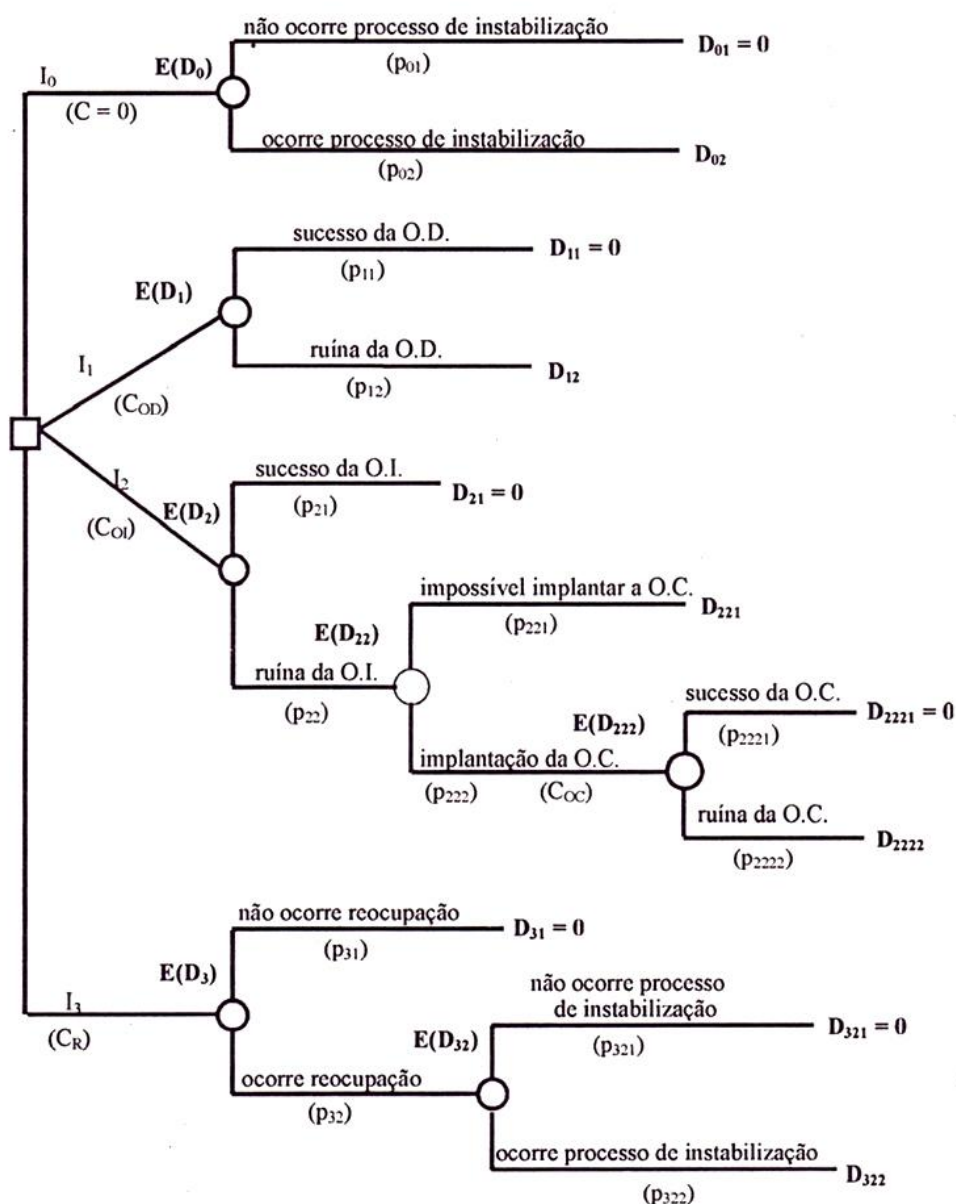 não ocorre processo de instabilização
(p₀₁)
D₀₁ = 0
E(D₀)
I₀
(C = 0)
ocorre processo de instabilização
(p₀₂)
D₀₂
sucesso da O.D.
(p₁₁)
D₁₁ = 0
E(D₁)
I₁
(C_OD)
ruína da O.D.
(p₁₂)
D₁₂
I₂
(C_OI)
E(D₂)
sucesso da O.I.
(p₂₁)
D₂₁ = 0
ruína da O.I.
(p₂₂)
E(D₂₂)
impossível implantar a O.C.
(p₂₂₁)
D₂₂₁
implantação da O.C.
(p₂₂₂)
(C_OC)
E(D₂₂₂)
sucesso da O.C.
(p₂₂₂₁)
D₂₂₂₁ = 0
ruína da O.C.
(p₂₂₂₂)
D₂₂₂₂
não ocorre reocupação
(p₃₁)
D₃₁ = 0
E(D₃)
I₃
(C_R)
ocorre reocupação
(p₃₂)
E(D₃₂)
não ocorre processo
de instabilização
(p₃₂₁)
D₃₂₁ = 0
ocorre processo de instabilização
(p₃₂₂)
D₃₂₂